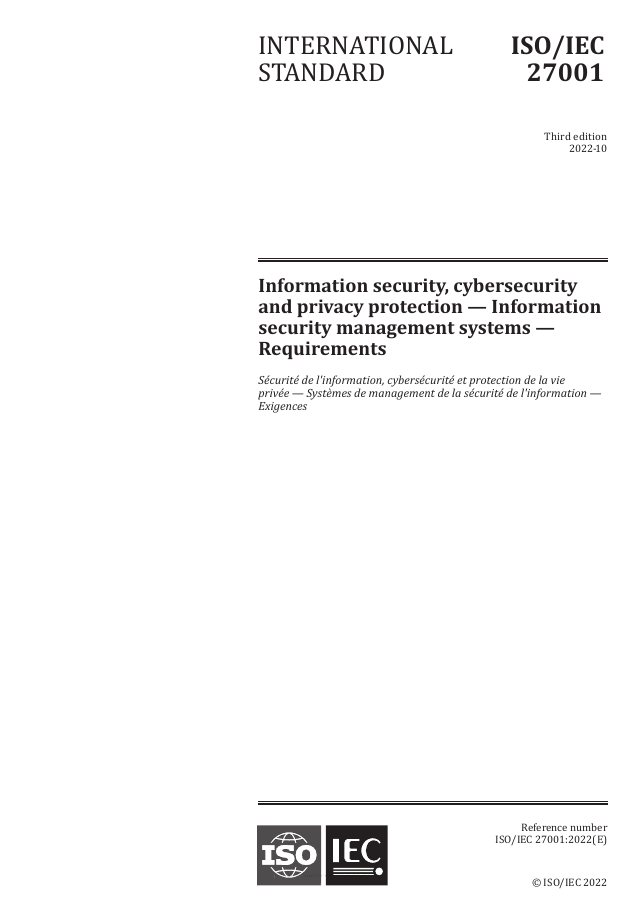 INTERNATIONAL STANDARD
ISO/IEC 27001
Third edition
2022-10
Information security, cybersecurity
and privacy protection — Information
security management systems —
Requirements
Sécurité de l'information, cybersécurité et protection de la vie
privée — Systèmes de management de la sécurité de l'information —
Exigences
ISO
IEC
Reference number
ISO/IEC 27001:2022(E)
© ISO/IEC 2022